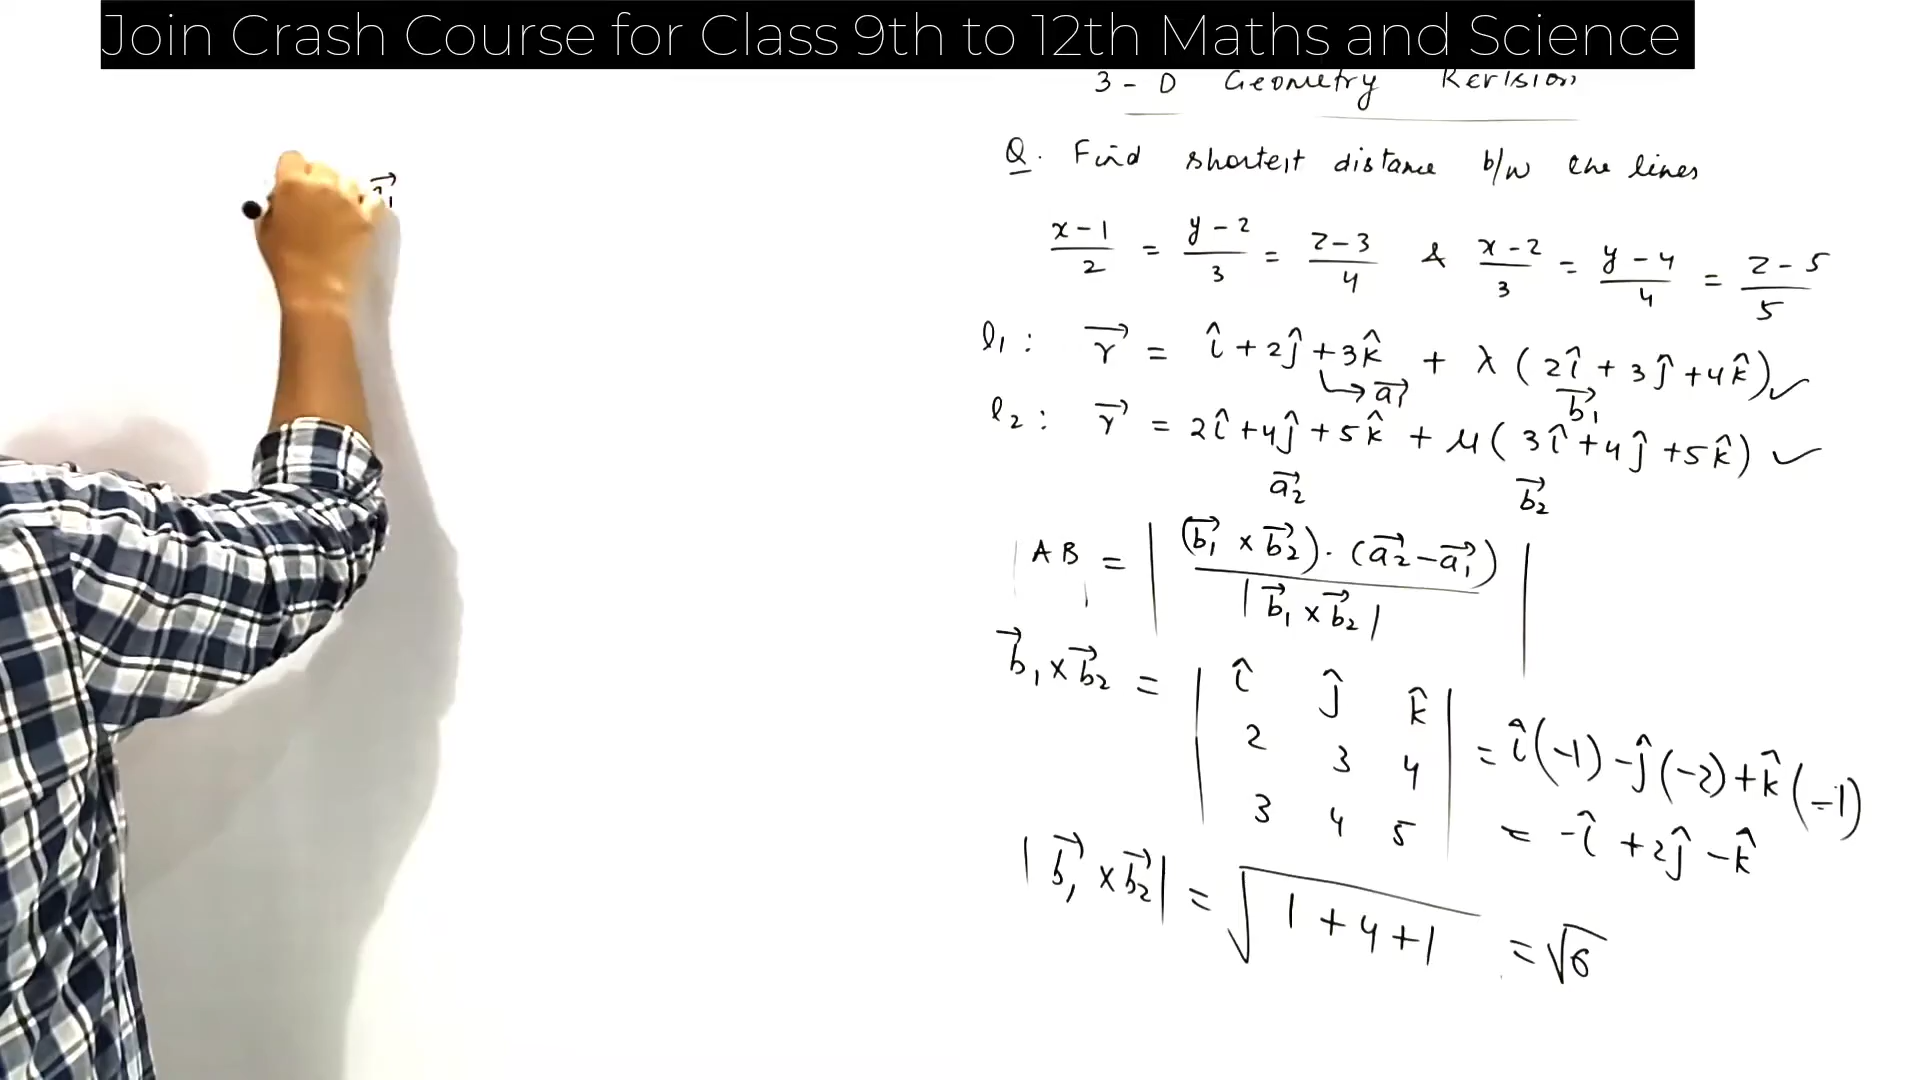 Join Crash Course for Class 9th to 12th Maths and Science
3-D Geometry Revision
Q. Find shortest distance b/w the lines
(x-1)/2 = (y-2)/3 = (z-3)/4 & (x-2)/3 = (y-4)/4 = (z-5)/5
l₁ : r⃗ = î + 2ĵ + 3k̂ + λ(2î + 3ĵ + 4k̂) ✓
↳ a⃗₁ b⃗₁
l₂ : r⃗ = 2î + 4ĵ + 5k̂ + μ(3î + 4ĵ + 5k̂) ✓
a⃗₂ b⃗₂
AB = | (b⃗₁ × b⃗₂) · (a⃗₂ - a⃗₁) / |b⃗₁ × b⃗₂| |
b⃗₁ × b⃗₂ = | î ĵ k̂ |
| 2 3 4 | = î(-1) - ĵ(-2) + k̂(-1)
| 3 4 5 | = -î + 2ĵ - k̂
|b⃗₁ × b⃗₂| = √(1+4+1) = √6